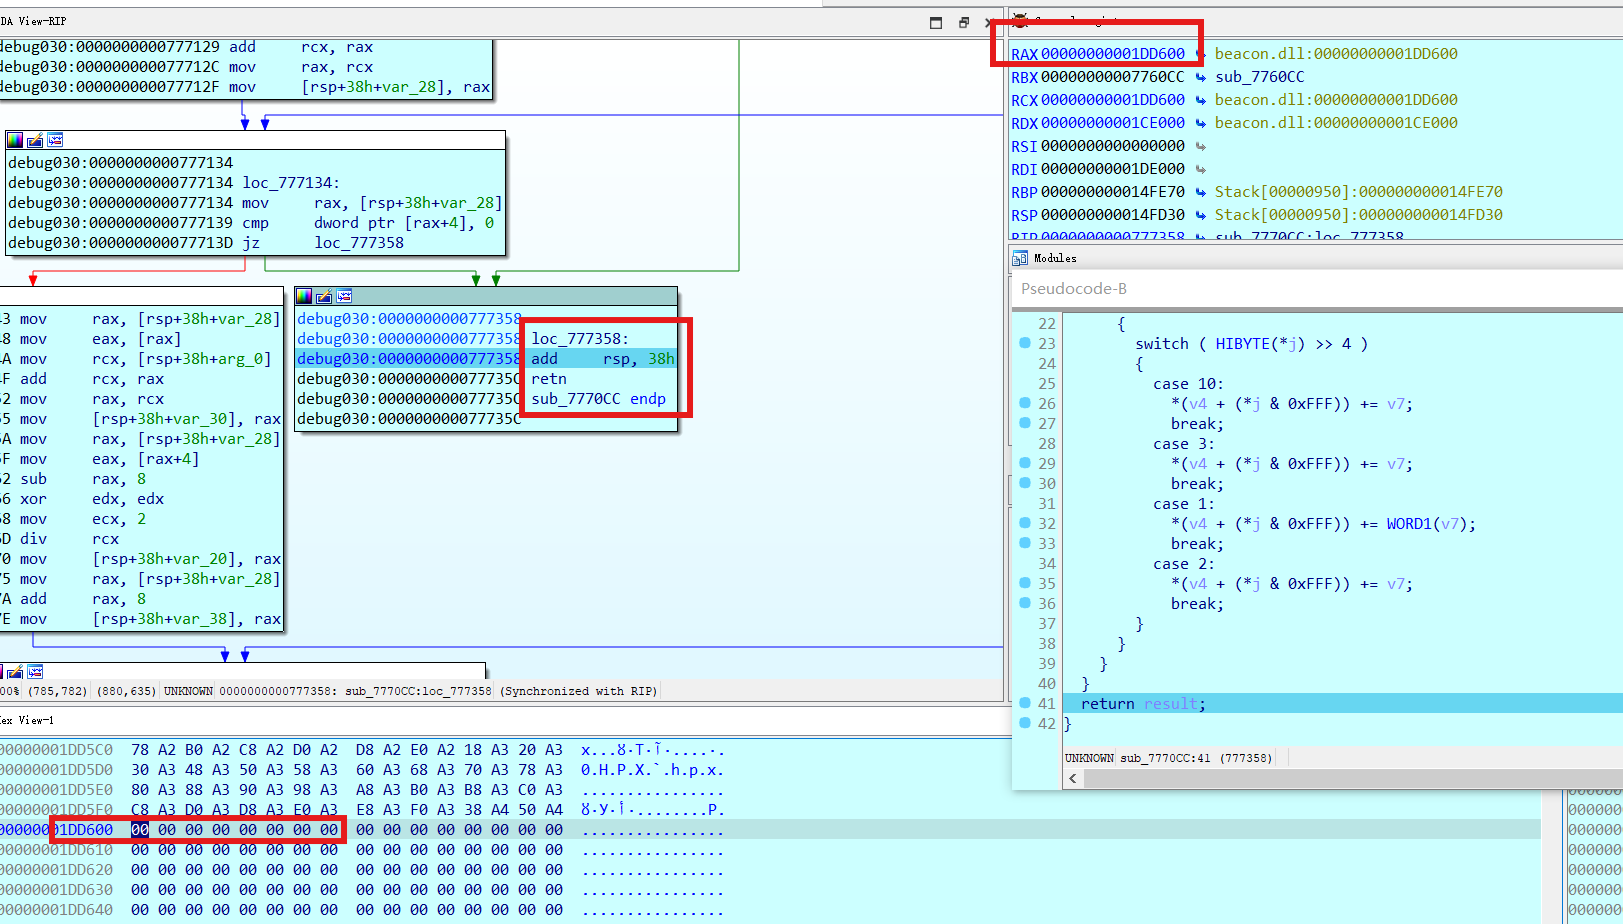 DA View-RIP
debug030:0000000000777129 add     rcx, rax
debug030:000000000077712C mov     rax, rcx
debug030:000000000077712F mov     [rsp+38h+var_28], rax
debug030:0000000000777134
debug030:0000000000777134 loc_777134:
debug030:0000000000777134 mov     rax, [rsp+38h+var_28]
debug030:0000000000777139 cmp     dword ptr [rax+4], 0
debug030:000000000077713D jz      loc_777358
43 mov     rax, [rsp+38h+var_28]
48 mov     eax, [rax]
4A mov     rcx, [rsp+38h+arg_0]
4F add     rcx, rax
52 mov     rax, rcx
55 mov     [rsp+38h+var_30], rax
5A mov     rax, [rsp+38h+var_28]
5F mov     eax, [rax+4]
62 sub     rax, 8
66 xor     edx, edx
68 mov     ecx, 2
6D div     rcx
70 mov     [rsp+38h+var_20], rax
75 mov     rax, [rsp+38h+var_28]
7A add     rax, 8
7E mov     [rsp+38h+var_38], rax
debug030:0000000000777358
debug030:0000000000777358 loc_777358:
debug030:0000000000777358 add     rsp, 38h
debug030:000000000077735C retn
debug030:000000000077735C sub_7770CC endp
debug030:000000000077735C
00% (785,782) (880,635) UNKNOWN 0000000000777358: sub_7770CC:loc_777358 (Synchronized with RIP)
RAX 00000000001DD600 beacon.dll:00000000001DD600
RBX 00000000007760CC sub_7760CC
RCX 00000000001DD600 beacon.dll:00000000001DD600
RDX 00000000001CE000 beacon.dll:00000000001CE000
RSI 0000000000000000
RDI 00000000001DE000
RBP 000000000014FE70 Stack[00000950]:000000000014FE70
RSP 000000000014FD30 Stack[00000950]:000000000014FD30
RIP 0000000000777358 sub_7770CC:loc_777358
Modules
Pseudocode-B
22 {
23 switch ( HIBYTE(*j) >> 4 )
24 {
25 case 10:
26 *(v4 + (*j & 0xFFF)) += v7;
27 break;
28 case 3:
29 *(v4 + (*j & 0xFFF)) += v7;
30 break;
31 case 1:
32 *(v4 + (*j & 0xFFF)) += WORD1(v7);
33 break;
34 case 2:
35 *(v4 + (*j & 0xFFF)) += v7;
36 break;
37 }
38 }
39 }
40 }
41 return result;
42 }
UNKNOWN sub_7770CC:41 (777358)
Hex View-1
00000001DD5C0 78 A2 B0 A2 C8 A2 D0 A2 D8 A2 E0 A2 18 A3 20 A3
00000001DD5D0 30 A3 48 A3 50 A3 58 A3 60 A3 68 A3 70 A3 78 A3 0.H.P.X.`.h.p.x.
00000001DD5E0 80 A3 88 A3 90 A3 98 A3 A8 A3 B0 A3 B8 A3 C0 A3 ................
00000001DD5F0 C8 A3 D0 A3 D8 A3 E0 A3 E8 A3 F0 A3 38 A4 50 A4
00000001DD600 00 00 00 00 00 00 00 00 00 00 00 00 00 00 00 00 ................
00000001DD610 00 00 00 00 00 00 00 00 00 00 00 00 00 00 00 00 ................
00000001DD620 00 00 00 00 00 00 00 00 00 00 00 00 00 00 00 00 ................
00000001DD630 00 00 00 00 00 00 00 00 00 00 00 00 00 00 00 00 ................
00000001DD640 00 00 00 00 00 00 00 00 00 00 00 00 00 00 00 00 ................